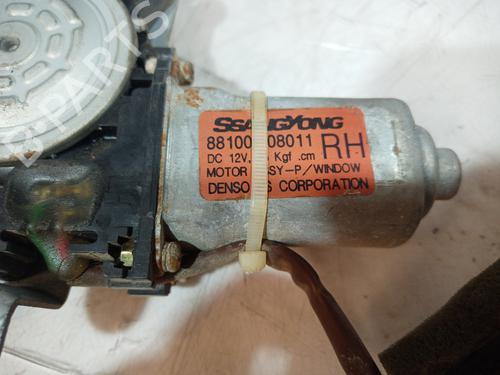 SSANGYONG
88100 08011 RH
DC 12V, Kgf .cm
MOTOR SY-P/WINDOW
DENSO S CORPORATION
B PARTS